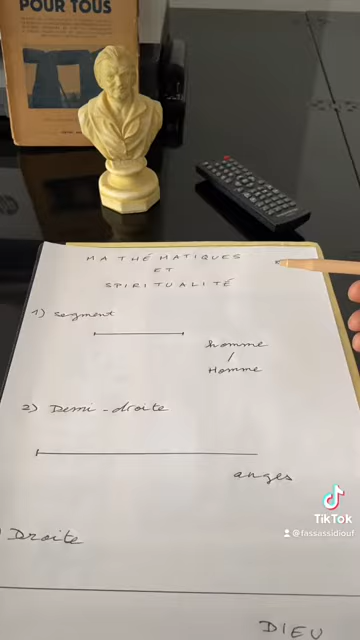 POUR TOUS
MATHÉMATIQUES
ET
SPIRITUALITÉ
1) Segment
homme
/
Homme
2) Demi-droite
anges
) Droite
DIEU
TikTok
@fassassidiouf